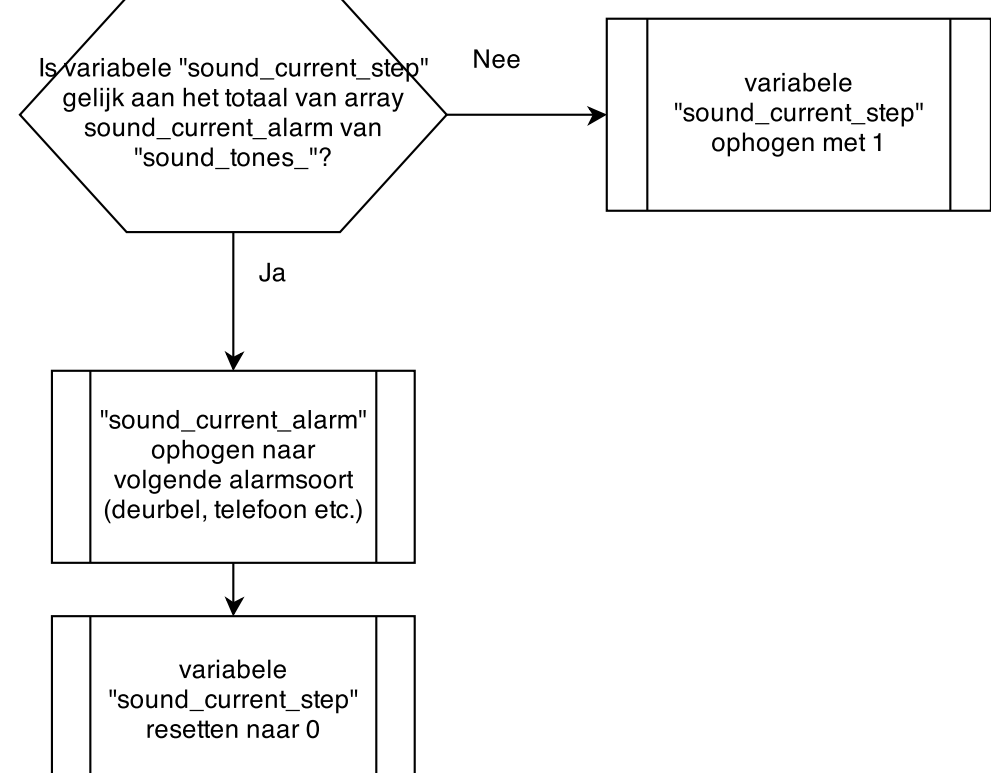 Is variabele "sound_current_step"
gelijk aan het totaal van array
sound_current_alarm van
"sound_tones_"?
Nee
variabele
"sound_current_step"
ophogen met 1
Ja
"sound_current_alarm"
ophogen naar
volgende alarmsoort
(deurbel, telefoon etc.)
variabele
"sound_current_step"
resetten naar 0